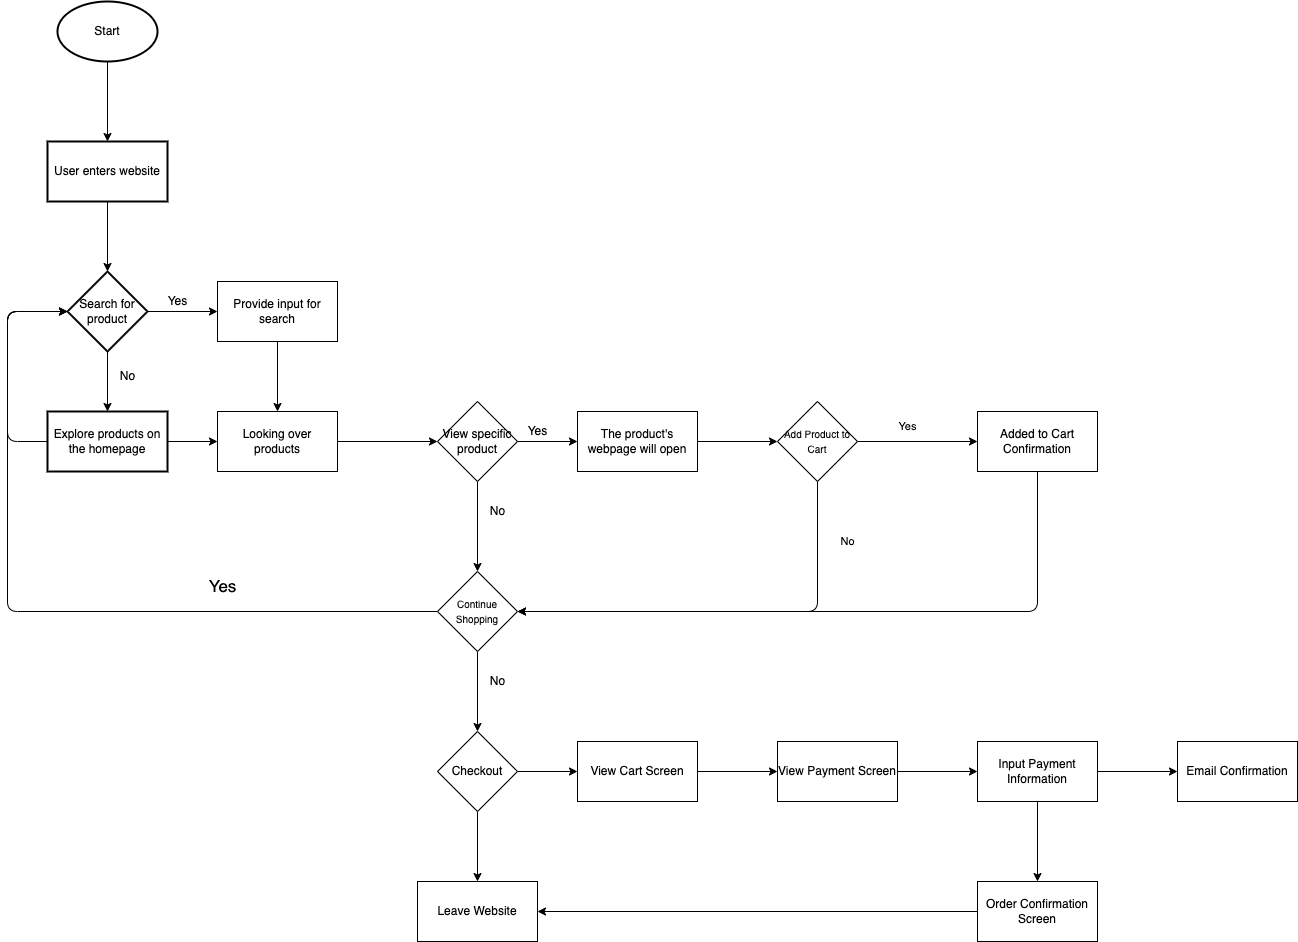 Start
User enters website
Search for
product
Yes
Provide input for
search
No
Explore products on
the homepage
Looking over
products
View specific
product
Yes
The product's
webpage will open
Add Product to
Cart
Yes
Added to Cart
Confirmation
No
No
Yes
Continue
Shopping
No
Checkout
View Cart Screen
View Payment Screen
Input Payment
Information
Email Confirmation
Leave Website
Order Confirmation
Screen